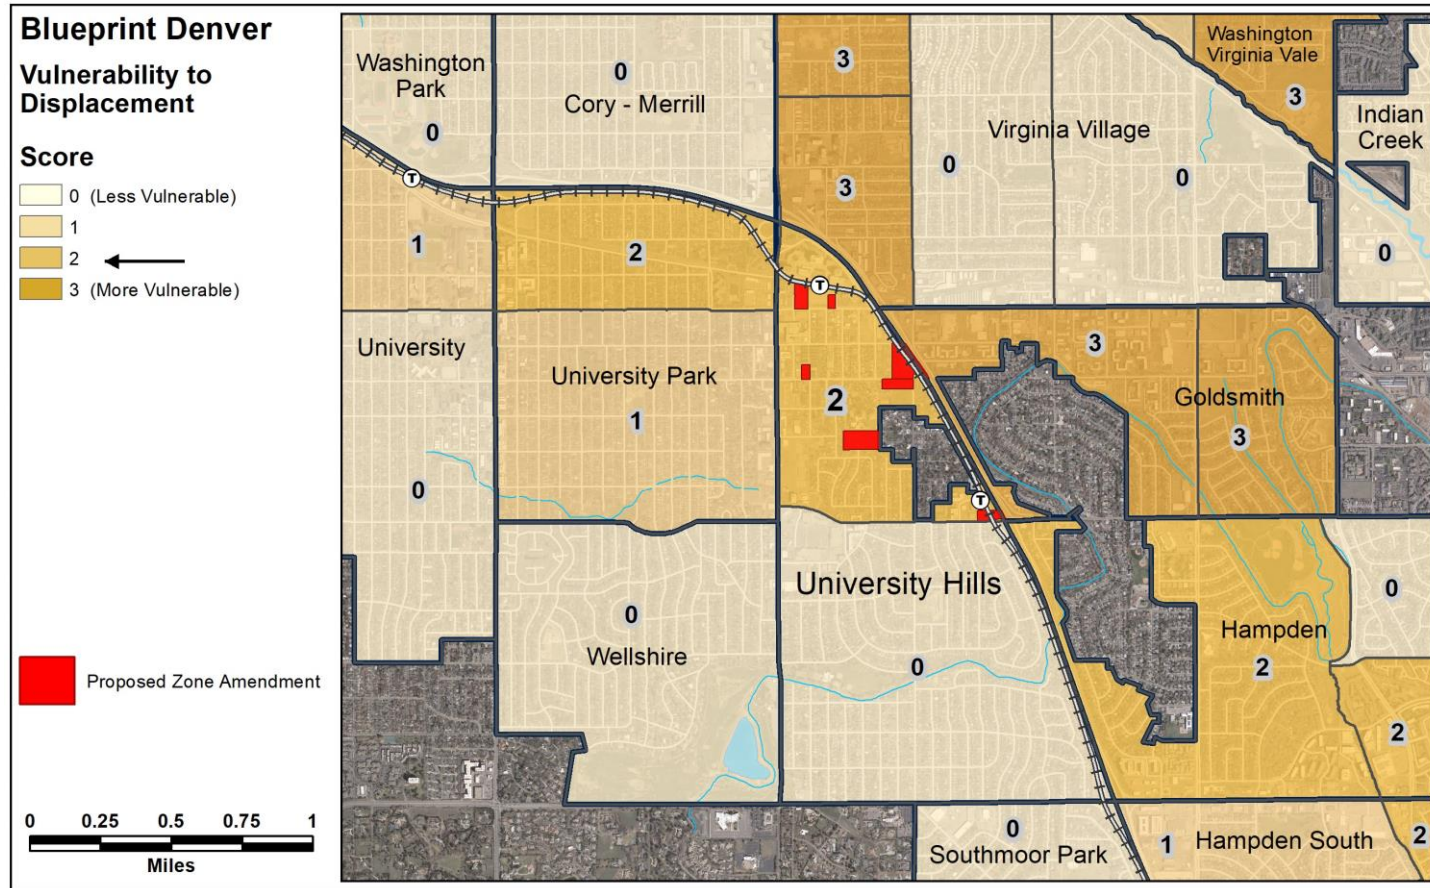 Blueprint Denver
Vulnerability to
Displacement
Score
0 (Less Vulnerable)
1
2
3 (More Vulnerable)
Proposed Zone Amendment
0 0.25 0.5 0.75 1
Miles
Washington
Park
0
0
Cory - Merrill
3
3
Virginia Village
0
0
Washington
Virginia Vale
3
Indian
Creek
0
T
1
2
T
University
0
University Park
1
2
3
Goldsmith
3
T
0
Wellshire
University Hills
0
Hampden
2
0
2
0
Southmoor Park
1
Hampden South
2